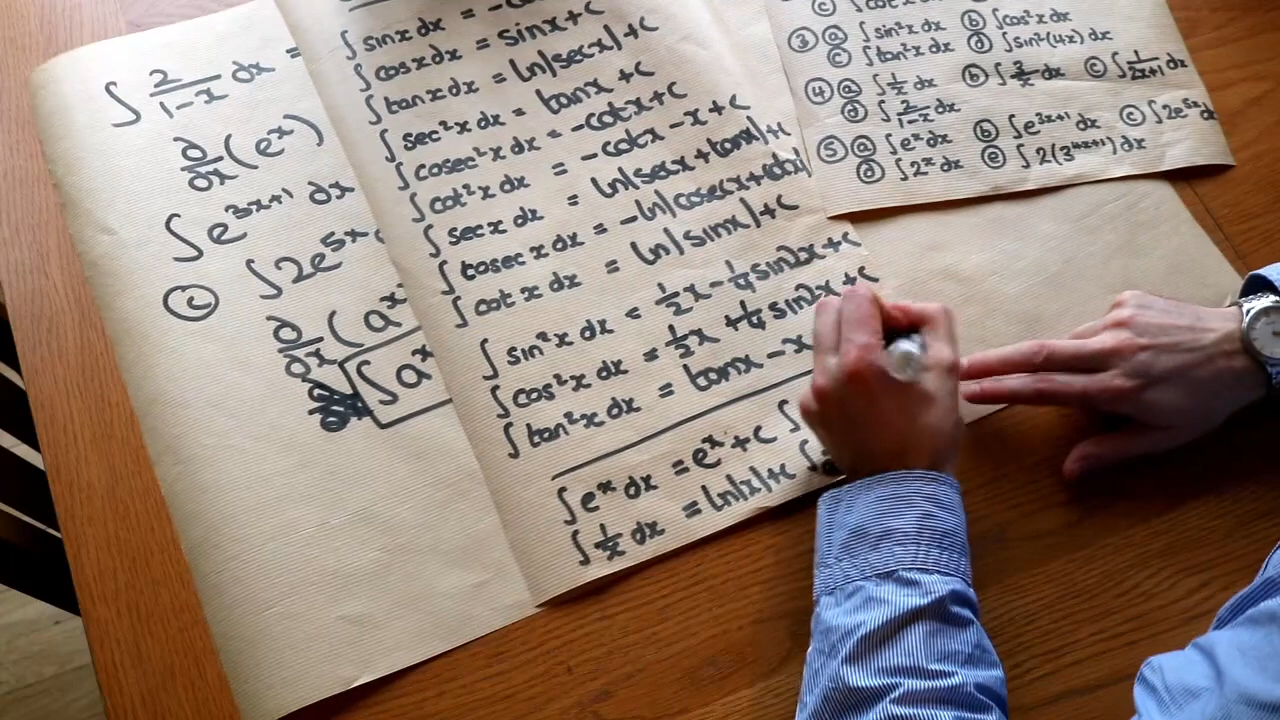 ∫ 2/(1-x) dx =
d/dx (eˣ)
∫e³ˣ⁺¹ dx
ⓒ ∫2e⁵ˣ
d/dx (aˣ
∫aˣ
∫sinx dx = -co
∫cosx dx = sinx+c
∫tanx dx = ln|secx|+c
∫sec²x dx = tanx +c
∫cosec²x dx = -cotx+c
∫cot²x dx = -cotx -x +c
∫secx dx = ln|secx+tanx|+c
∫cosecx dx = -ln|cosecx+cotx|
∫cot x dx = ln|sinx|+c
∫sin²x dx = 1/2x - 1/4sin2x +c
∫cos²x dx = 1/2x + 1/4sin2x +c
∫tan²x dx = tanx -x
∫eˣ dx = eˣ+c ∫
∫1/x dx = ln|x|+c ∫
ⓒ ∫cot
③ ⓐ ∫sin²x dx ⓑ ∫cos²x dx
ⓒ ∫tan²x dx ⓓ ∫sin²(4x) dx
④ ⓐ ∫1/x dx ⓑ ∫3/x dx ⓒ ∫1/(2x+1) dx
ⓓ ∫2/(1-x) dx
⑤ ⓐ ∫eˣ dx ⓑ ∫e³ˣ⁺¹ dx ⓒ ∫2e⁵ˣ dx
ⓓ ∫2ˣ dx ⓔ ∫2(3⁴ˣ⁺¹) dx